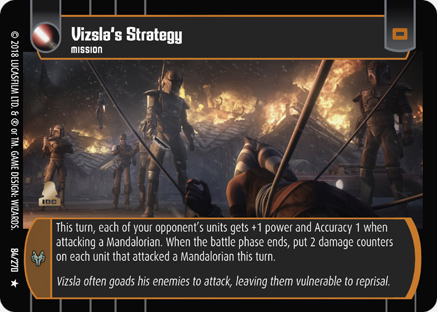 Vizsla's Strategy
MISSION
IDC
This turn, each of your opponent's units gets +1 power and Accuracy 1 when
attacking a Mandalorian. When the battle phase ends, put 2 damage counters
on each unit that attacked a Mandalorian this turn.
Vizsla often goads his enemies to attack, leaving them vulnerable to reprisal.
© 2018 LUCASFILM LTD. & ® or TM. GAME DESIGN: WIZARDS. 84/270 ★